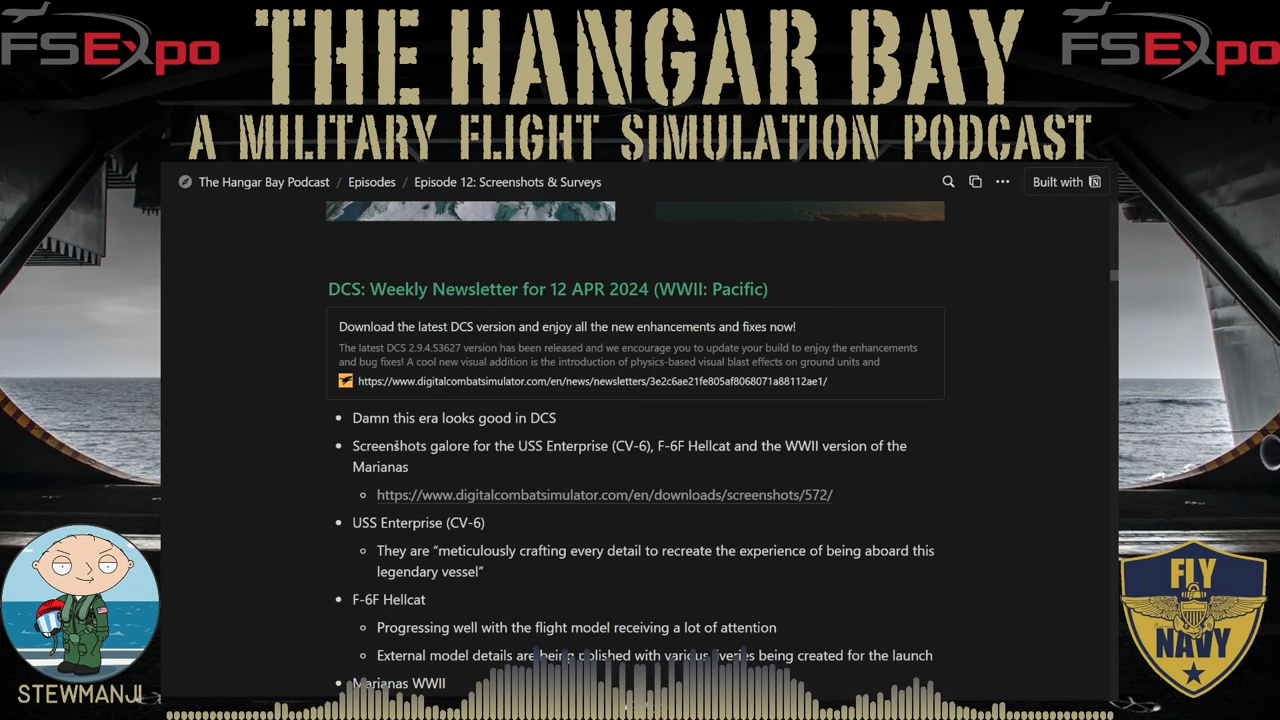 FSExpo
THE HANGAR BAY
FSExpo
A MILITARY FLIGHT SIMULATION PODCAST
The Hangar Bay Podcast / Episodes / Episode 12: Screenshots & Surveys
Built with
DCS: Weekly Newsletter for 12 APR 2024 (WWII: Pacific)
Download the latest DCS version and enjoy all the new enhancements and fixes now!
The latest DCS 2.9.4.53627 version has been released and we encourage you to update your build to enjoy the enhancements
and bug fixes! A cool new visual addition is the introduction of physics-based visual blast effects on ground units and
https://www.digitalcombatsimulator.com/en/news/newsletters/3e2c6ae21fe805af8068071a88112ae1/
• Damn this era looks good in DCS
• Screenshots galore for the USS Enterprise (CV-6), F-6F Hellcat and the WWII version of the
Marianas
https://www.digitalcombatsimulator.com/en/downloads/screenshots/572/
• USS Enterprise (CV-6)
They are “meticulously crafting every detail to recreate the experience of being aboard this
legendary vessel”
• F-6F Hellcat
Progressing well with the flight model receiving a lot of attention
External model details are being polished with various liveries being created for the launch
• Marianas WWII
STEWMANJI
FLY
NAVY